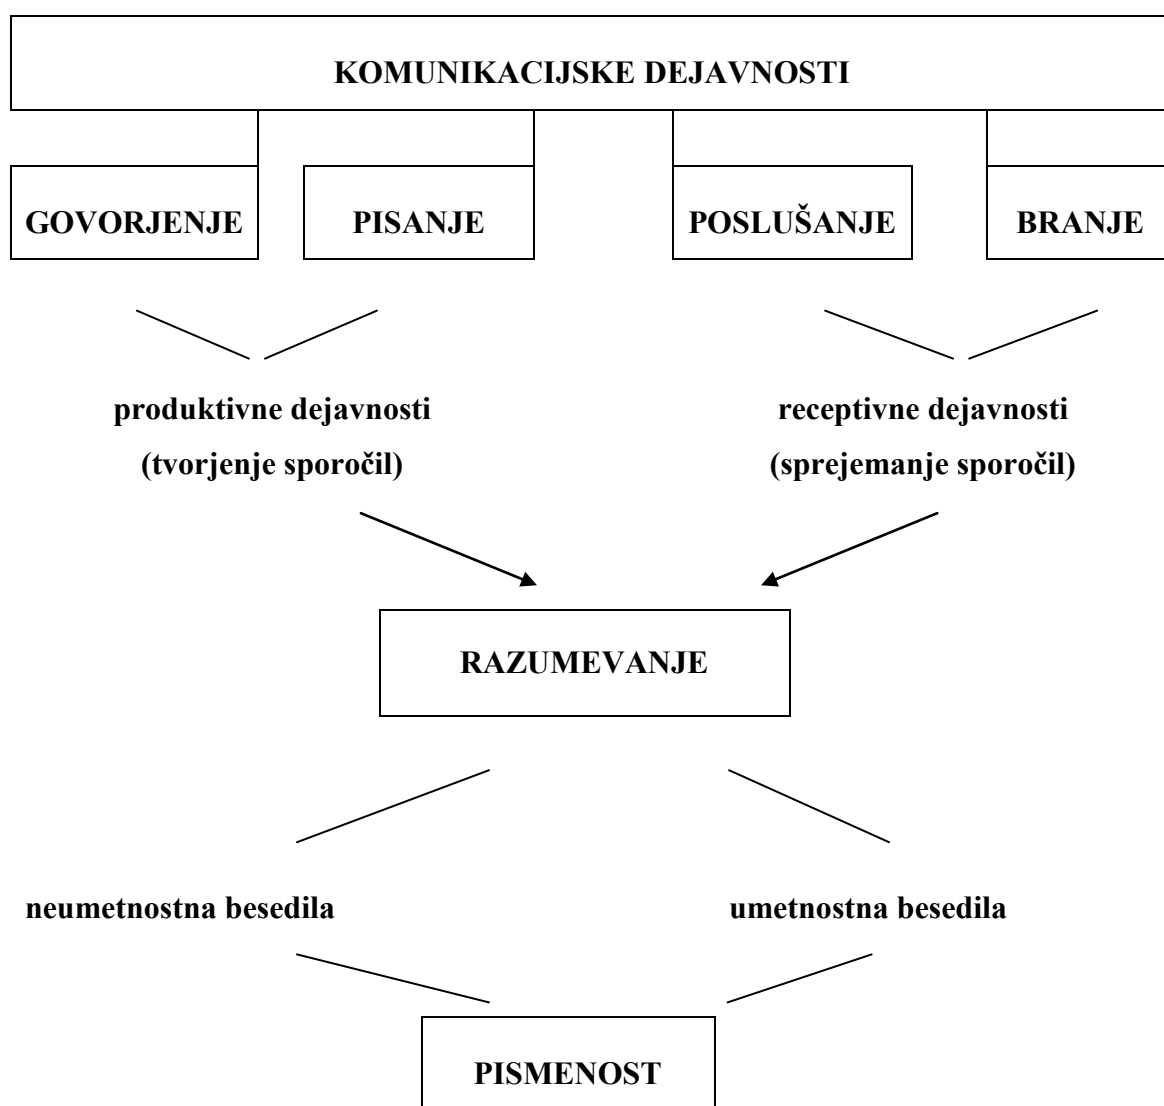 KOMUNIKACIJSKE DEJAVNOSTI
GOVORJENJE
PISANJE
POSLUŠANJE
BRANJE
produktivne dejavnosti
(tvorjenje sporočil)
receptivne dejavnosti
(sprejemanje sporočil)
RAZUMEVANJE
neumetnostna besedila
umetnostna besedila
PISMENOST